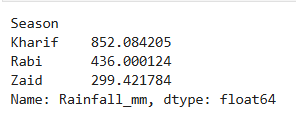 Season
Kharif    852.084205
Rabi      436.000124
Zaid      299.421784
Name: Rainfall_mm, dtype: float64